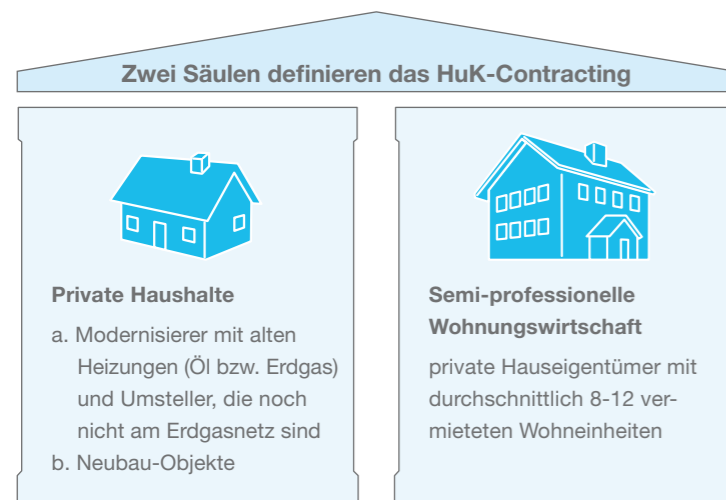 Zwei Säulen definieren das HuK-Contracting
Private Haushalte
a. Modernisierer mit alten
Heizungen (Öl bzw. Erdgas)
und Umsteller, die noch
nicht am Erdgasnetz sind
b. Neubau-Objekte
Semi-professionelle
Wohnungswirtschaft
private Hauseigentümer mit
durchschnittlich 8-12 ver-
mieteten Wohneinheiten